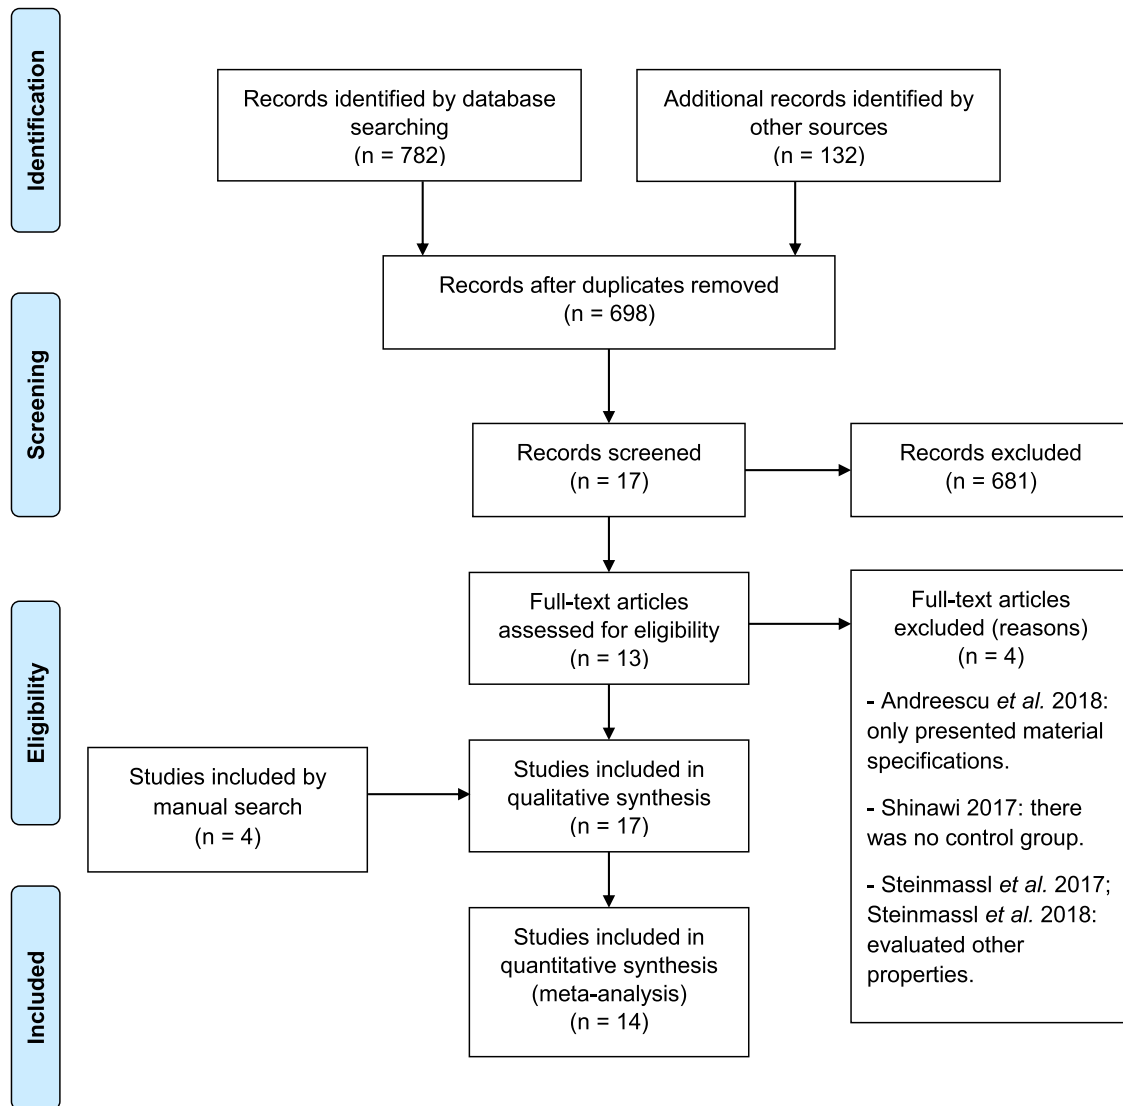 Identification
Records identified by database
searching
(n = 782)
Additional records identified by
other sources
(n = 132)
Records after duplicates removed
(n = 698)
Screening
Records screened
(n = 17)
Records excluded
(n = 681)
Eligibility
Full-text articles
assessed for eligibility
(n = 13)
Full-text articles
excluded (reasons)
(n = 4)
- Andreescu et al. 2018:
only presented material
specifications.
- Shinawi 2017: there
was no control group.
- Steinmassl et al. 2017;
Steinmassl et al. 2018:
evaluated other
properties.
Studies included by
manual search
(n = 4)
Studies included in
qualitative synthesis
(n = 17)
Included
Studies included in
quantitative synthesis
(meta-analysis)
(n = 14)